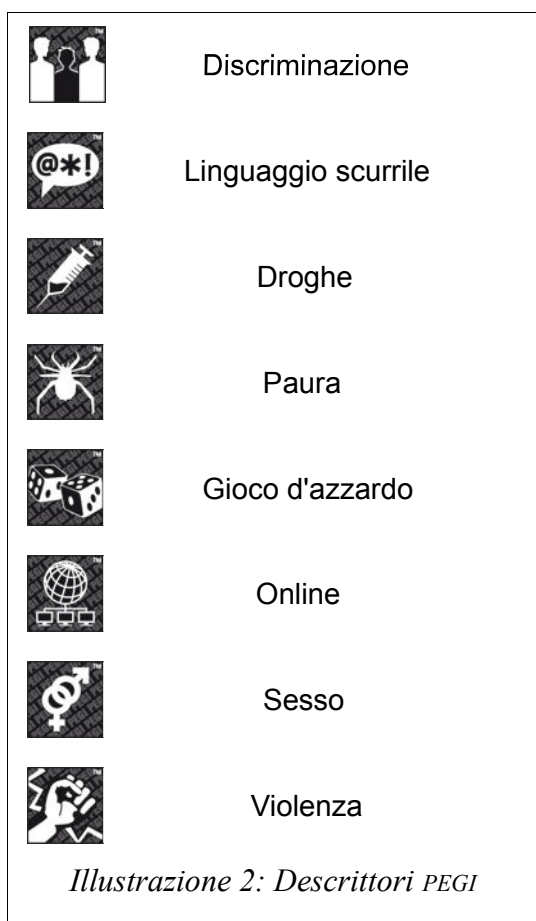 Discriminazione
@*!
Linguaggio scurrile
Droghe
Paura
Gioco d'azzardo
Online
Sesso
Violenza
Illustrazione 2: Descrittori PEGI